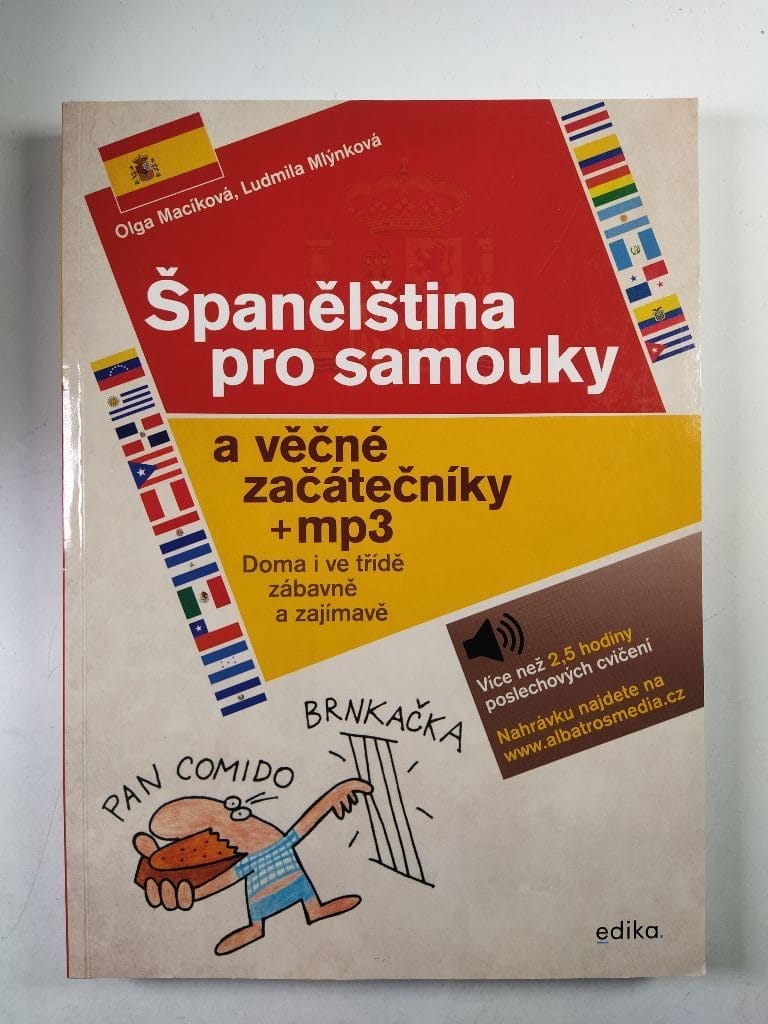 Olga Macíková, Ludmila Mlýnková
Španělština
pro samouky
a věčné
začátečníky
+mp3
Doma i ve třídě
zábavně
a zajímavě
Více než 2,5 hodiny
poslechových cvičení
Nahrávku najdete na
www.albatrosmedia.cz
BRNKAČKA
PAN COMIDO
edika.